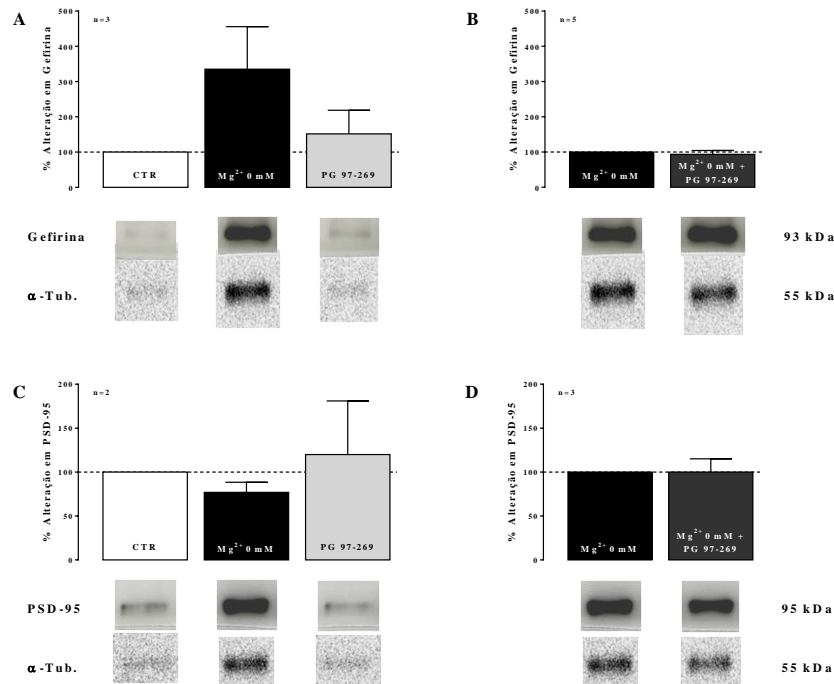 A
% Alteração em Gefirina
n=3
500
400
300
200
100
0
CTR
Mg2+ 0 mM
PG 97-269
B
% Alteração em Gefirina
n=5
500
400
300
200
100
0
Mg2+ 0 mM
Mg2+ 0 mM +
PG 97-269
Gefirina
93 kDa
α-Tub.
55 kDa
C
% Alteração em PSD-95
n=2
200
150
100
50
0
CTR
Mg2+ 0 mM
PG 97-269
D
% Alteração em PSD-95
n=3
200
150
100
50
0
Mg2+ 0 mM
Mg2+ 0 mM +
PG 97-269
PSD-95
95 kDa
α-Tub.
55 kDa